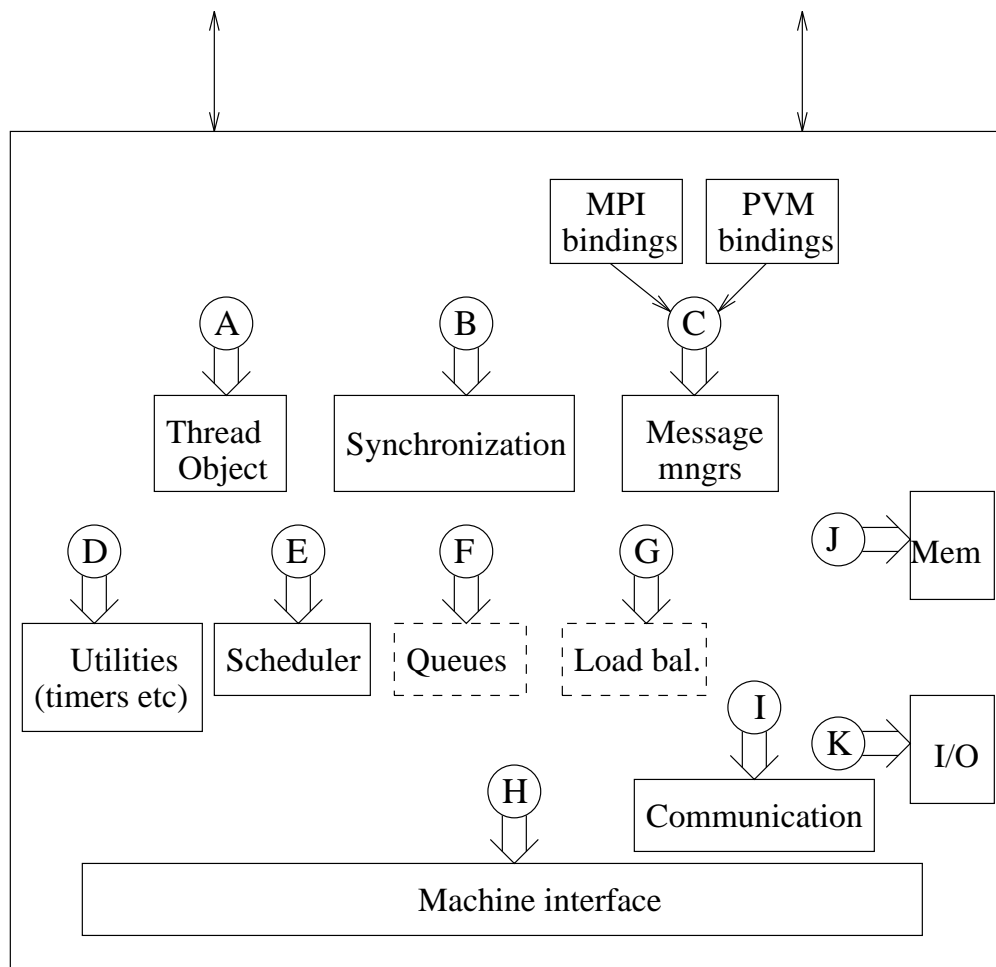 MPI
bindings
PVM
bindings
A
B
C
Thread
Object
Synchronization
Message
mngrs
D
E
F
G
J
Mem
Utilities
(timers etc)
Scheduler
Queues
Load bal.
I
K
I/O
H
Communication
Machine interface